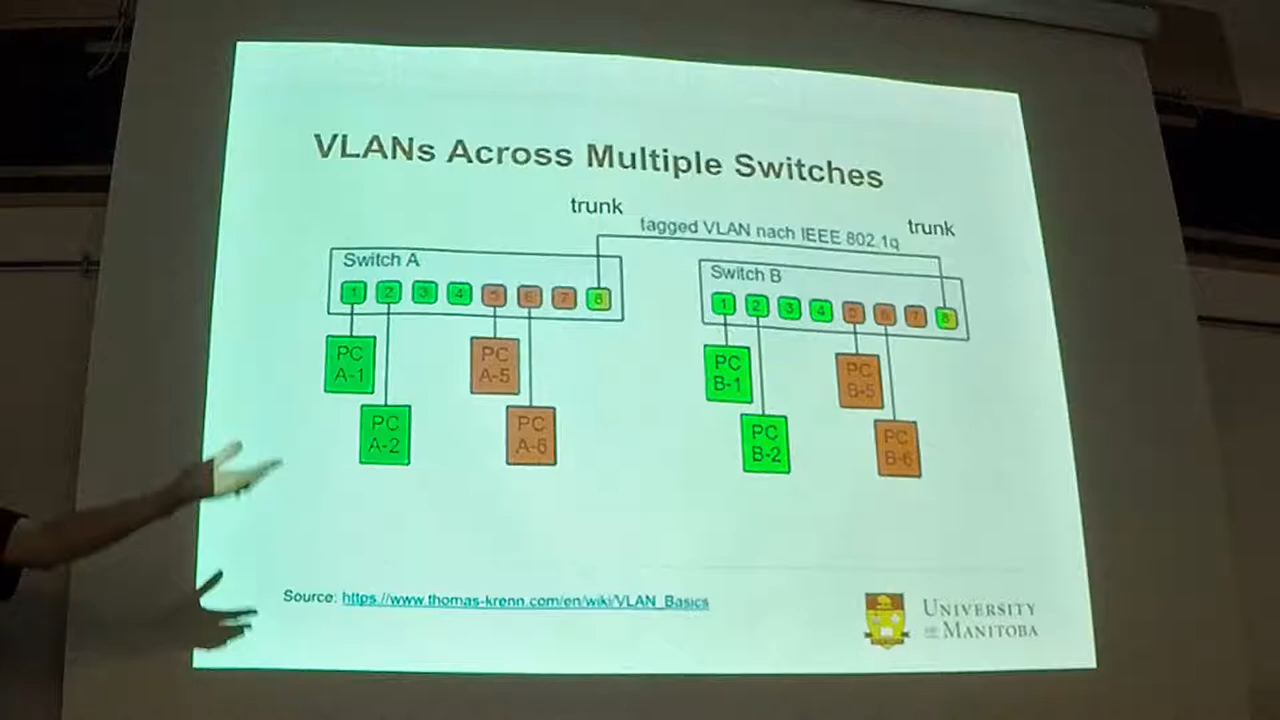 VLANs Across Multiple Switches
trunk
tagged VLAN nach IEEE 802.1q
trunk
Switch A
1 2 3 4 5 6 7 8
PC
A-1
PC
A-2
PC
A-5
PC
A-6
Switch B
1 2 3 4 5 6 7 8
PC
B-1
PC
B-2
PC
B-5
PC
B-6
Source: https://www.thomas-krenn.com/en/wiki/VLAN_Basics
UNIVERSITY
OF MANITOBA